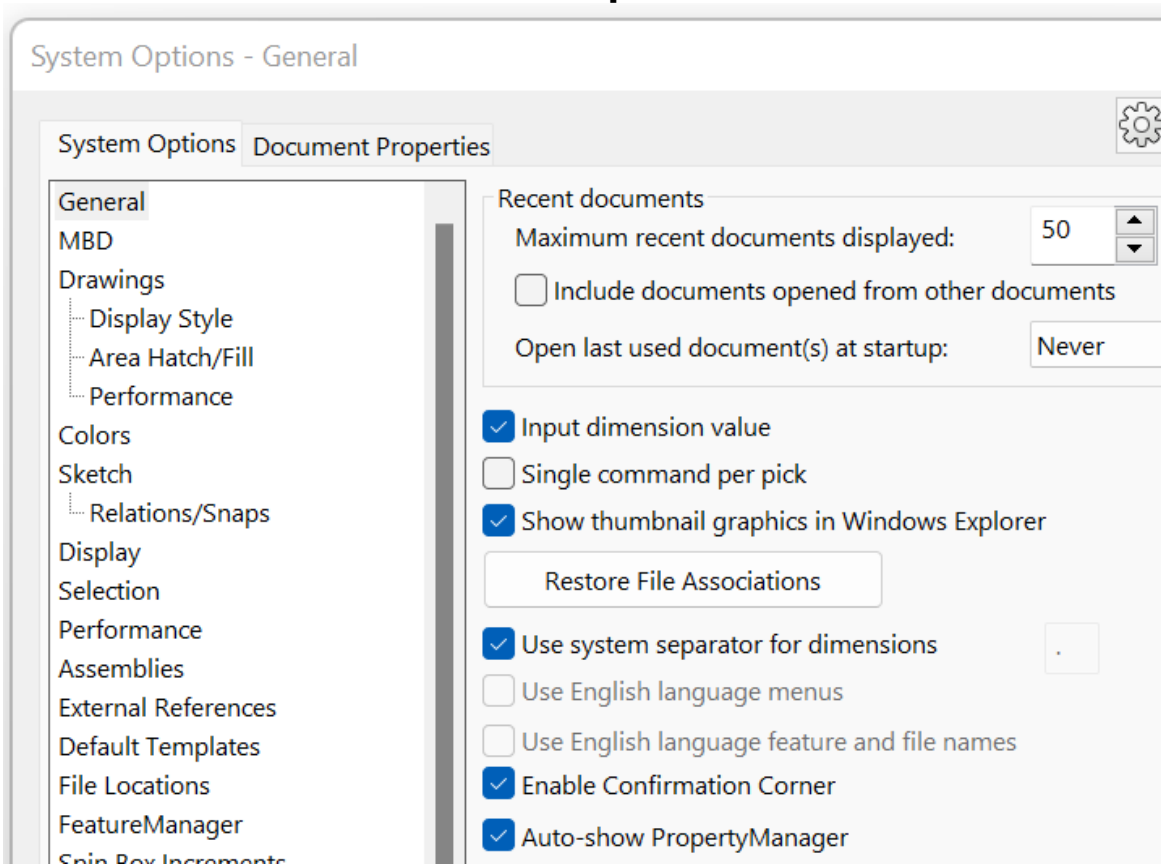 System Options - General
System Options Document Properties
General
MBD
Drawings
Display Style
Area Hatch/Fill
Performance
Colors
Sketch
Relations/Snaps
Display
Selection
Performance
Assemblies
External References
Default Templates
File Locations
FeatureManager
Spin Box Increments
Recent documents
Maximum recent documents displayed: 50
Include documents opened from other documents
Open last used document(s) at startup: Never
Input dimension value
Single command per pick
Show thumbnail graphics in Windows Explorer
Restore File Associations
Use system separator for dimensions .
Use English language menus
Use English language feature and file names
Enable Confirmation Corner
Auto-show PropertyManager